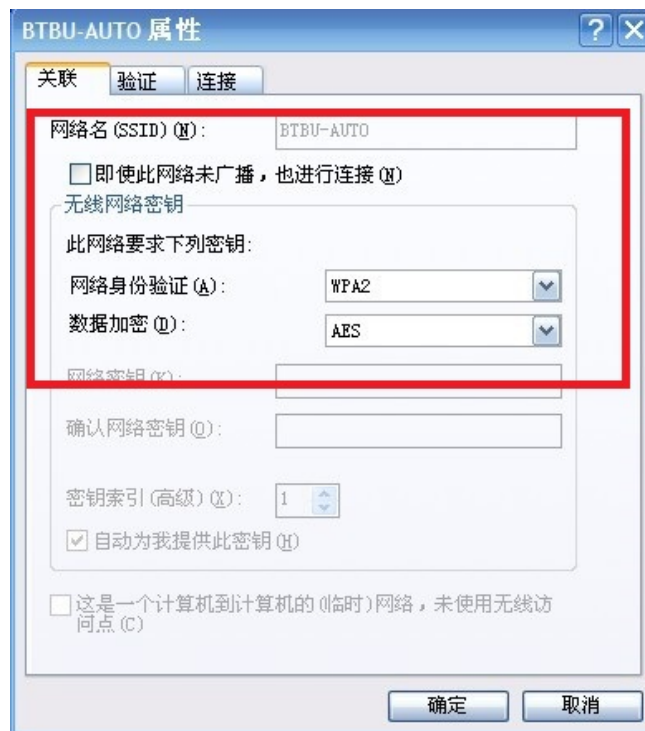 BTBU-AUTO 属性
关联 验证 连接
网络名(SSID)(N): BTBU-AUTO
即使此网络未广播，也进行连接(N)
无线网络密钥
此网络要求下列密钥:
网络身份验证(A): WPA2
数据加密(D): AES
网络密钥(K):
确认网络密钥(O):
密钥索引(高级)(X): 1
自动为我提供此密钥(H)
这是一个计算机到计算机的(临时)网络，未使用无线访
问点(C)
确定 取消